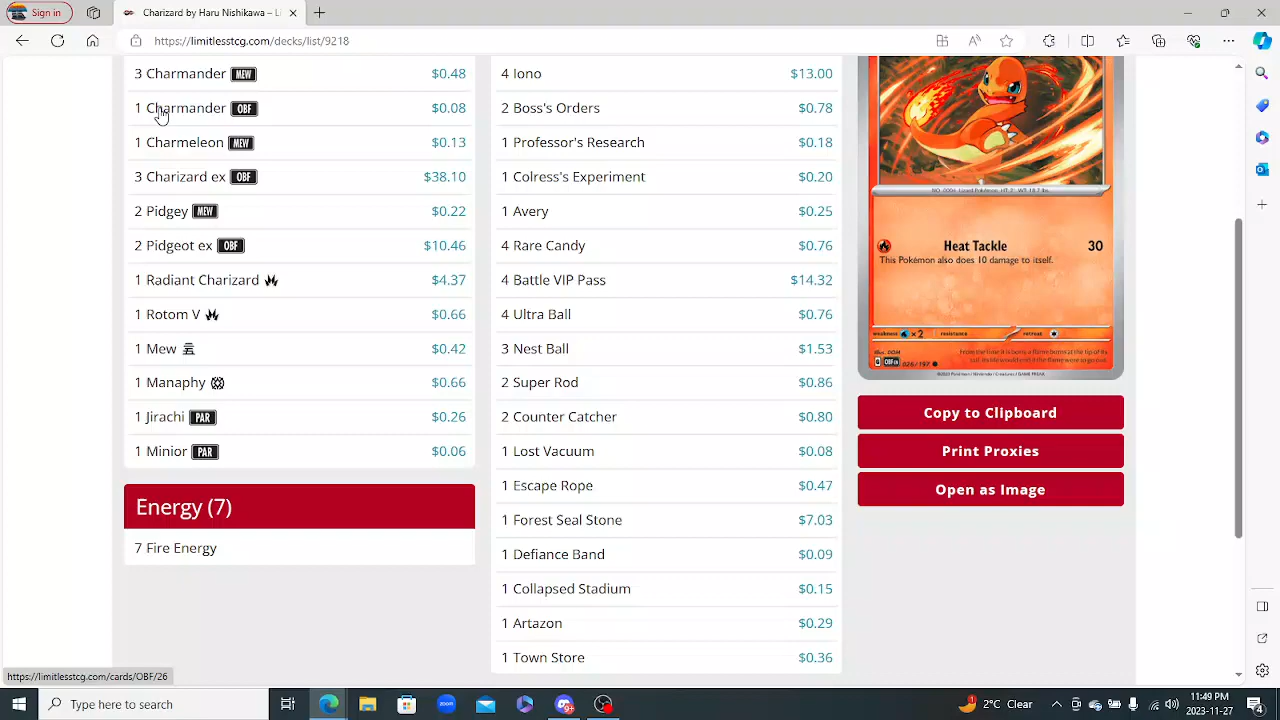 Sign in
Haruki Miyamoto - Li
https://limitlesstcg.com/decks/list/9218
3 Charmander MEW $0.48
1 Charmander OBF $0.08
1 Charmeleon MEW $0.13
3 Charizard ex OBF $38.10
2 Pidgey MEW $0.22
2 Pidgeot ex OBF $10.46
1 Radiant Charizard $4.37
1 Rotom V $0.66
1 Mew $0.42
1 Manaphy $0.66
1 Jirachi PAR $0.26
1 Minior PAR $0.06
Energy (7)
7 Fire Energy
4 Iono $13.00
2 Boss's Orders $0.78
1 Professor's Research $0.18
1 Colress's Experiment $0.20
1 Avery $0.25
4 Rare Candy $0.76
4 Battle VIP Pass $14.32
4 Ultra Ball $0.76
3 Nest Ball $1.53
2 Super Rod $0.86
2 Counter Catcher $0.80
1 Lost Vacuum $0.08
1 Escape Rope $0.47
1 Forest Seal Stone $7.03
1 Defiance Band $0.09
1 Collapsed Stadium $0.15
1 Artazon $0.29
1 Town Store $0.36
Heat Tackle 30
This Pokémon also does 10 damage to itself.
weakness ×2 resistance retreat
026/197
Copy to Clipboard
Print Proxies
Open as Image
https://limitlesstcg.com/cards/OBF/26
Type here to search
zoom
11:49 PM
2023-11-27